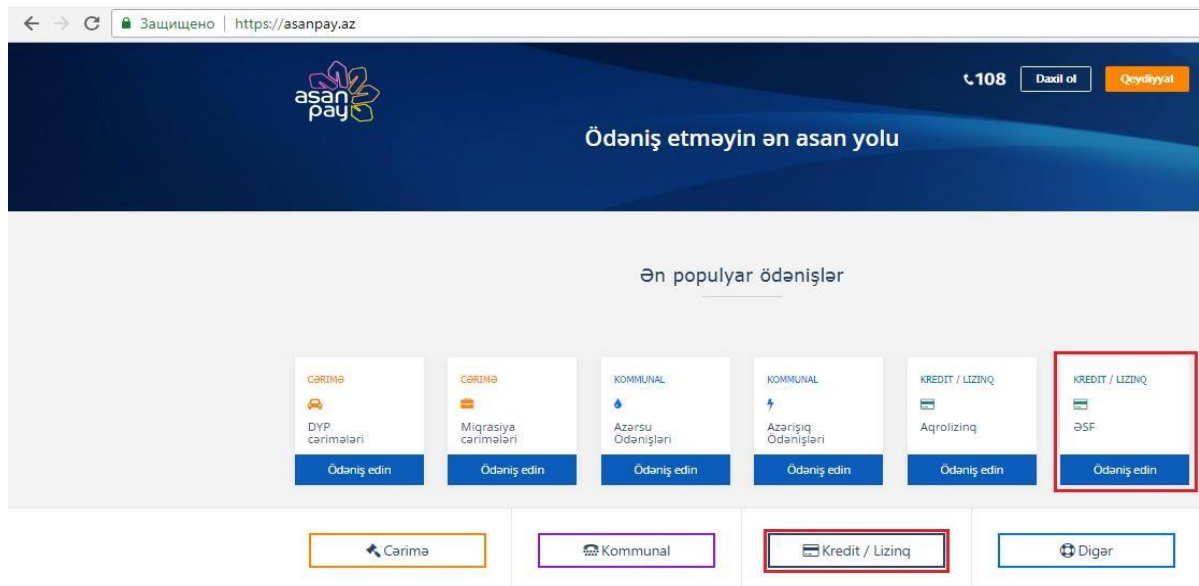 Защищено | https://asanpay.az
asan pay
108 Daxil ol Qeydiyyat
Ödəniş etməyin ən asan yolu
Ən populyar ödənişlər
CƏRİMƏ
DYP
cərimələri
Ödəniş edin
CƏRİMƏ
Miqrasiya
cərimələri
Ödəniş edin
KOMMUNAL
Azərsu
Ödənişləri
Ödəniş edin
KOMMUNAL
Azərişıq
Ödənişləri
Ödəniş edin
KREDIT / LIZINQ
Aqrolizinq
Ödəniş edin
KREDIT / LIZINQ
ƏSF
Ödəniş edin
Cərimə
Kommunal
Kredit / Lizinq
Digər